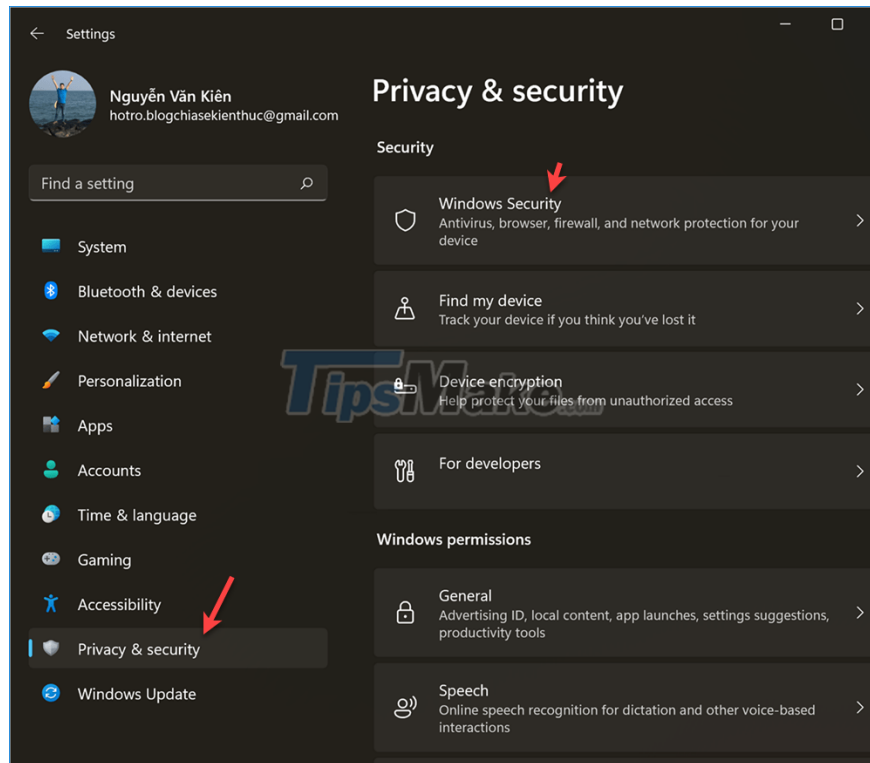 Settings
Nguyễn Văn Kiên
hotro.blogchiasekienthuc@gmail.com
Find a setting
System
Bluetooth & devices
Network & internet
Personalization
Apps
Accounts
Time & language
Gaming
Accessibility
Privacy & security
Windows Update
Privacy & security
Security
Windows Security
Antivirus, browser, firewall, and network protection for your
device
Find my device
Track your device if you think you've lost it
Device encryption
Help protect your files from unauthorized access
For developers
Windows permissions
General
Advertising ID, local content, app launches, settings suggestions,
productivity tools
Speech
Online speech recognition for dictation and other voice-based
interactions
TipsMake.com